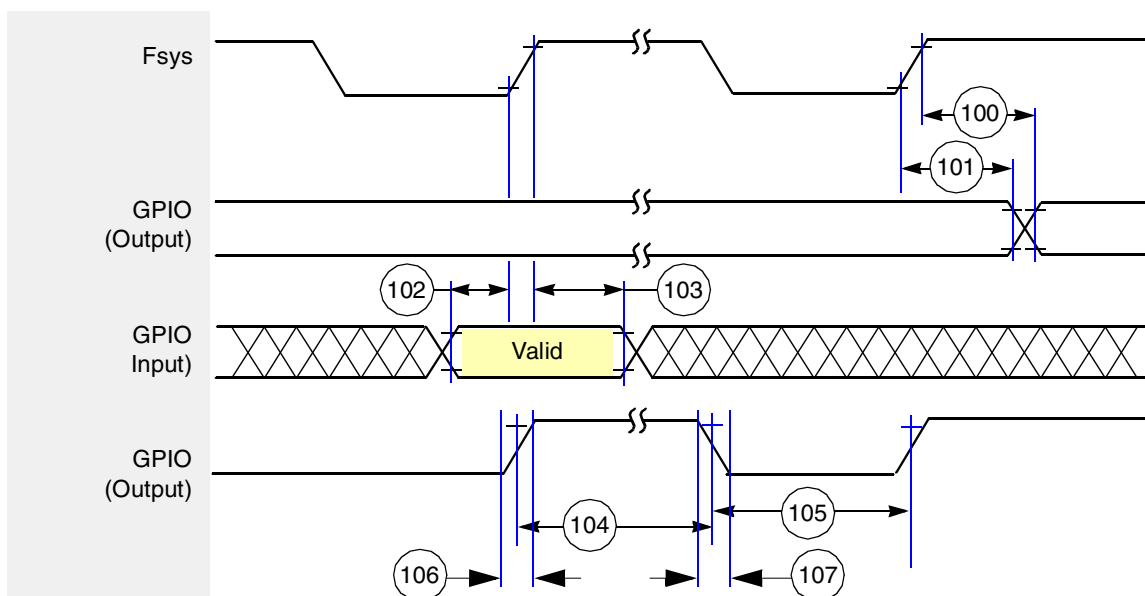 Fsys
100
101
GPIO
(Output)
102
103
GPIO
Input)
Valid
GPIO
(Output)
104
105
106
107